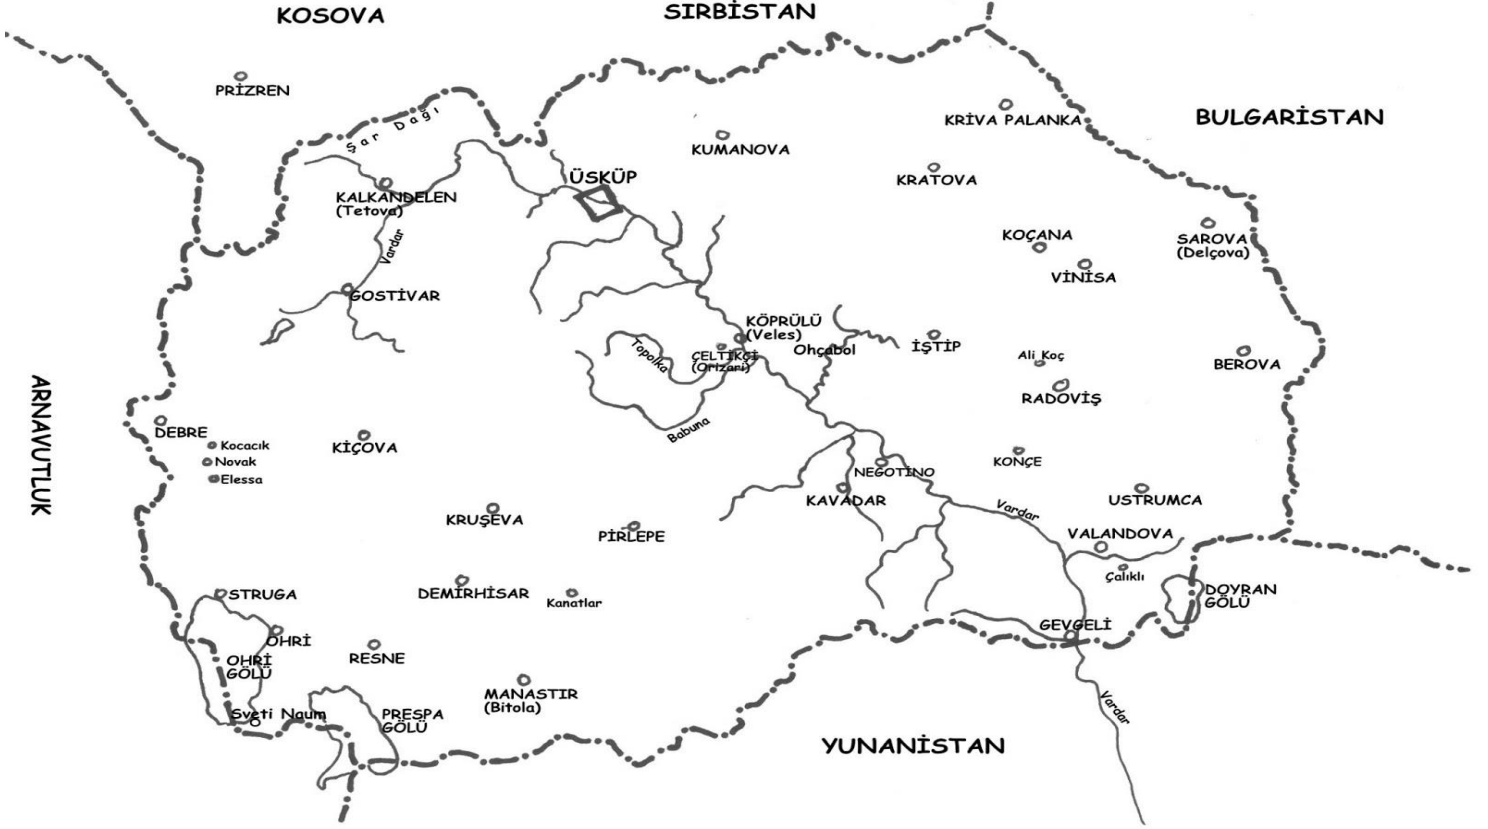 KOSOVA
SIRBİSTAN
PRİZREN
Şar Dağı
KRİVA PALANKA
BULGARİSTAN
KUMANOVA
ÜSKÜP
KRATOVA
KALKANDELEN
(Tetova)
Vardar
KOÇANA
SAROVA
(Delçova)
VİNİSA
GOSTİVAR
KÖPRÜLÜ
(Veles)
Topolka
ÇELTİKÇİ
(Orizari)
Ohçabol
İŞTİP
Ali Koç
BEROVA
RADOVİŞ
ARNAVUTLUK
DEBRE
Kocacık
Novak
Elessa
KİÇOVA
Babuna
KONÇE
NEGOTİNO
KAVADAR
USTRUMCA
Vardar
KRUŞEVA
PİRLEPE
VALANDOVA
Çalıklı
STRUGA
DEMİRHİSAR
Kanatlar
DOYRAN
GÖLÜ
GEVGELİ
OHRİ
OHRİ
GÖLÜ
RESNE
MANASTIR
(Bitola)
Sveti Naum
PRESPA
GÖLÜ
Vardar
YUNANİSTAN